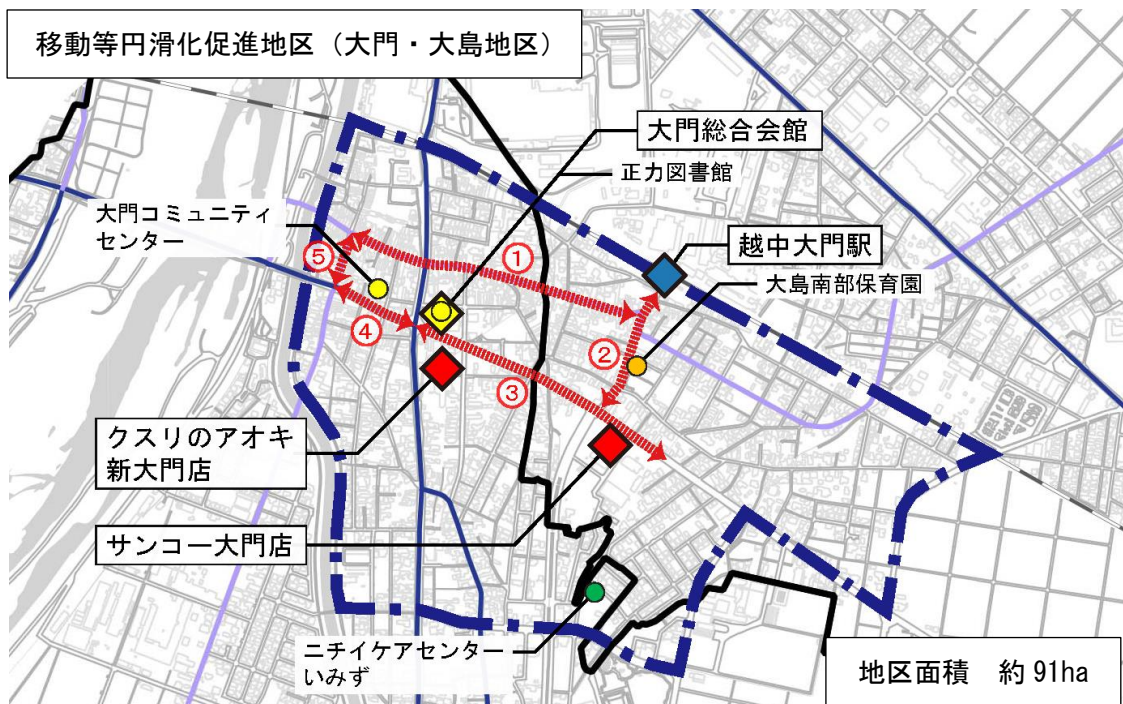 移動等円滑化促進地区（大門・大島地区）
大門総合会館
正力図書館
大門コミュニティ
センター
越中大門駅
大島南部保育園
①
②
③
④
⑤
クスリのアオキ
新大門店
サンコー大門店
ニチイケアセンター
いみず
地区面積　約 91ha